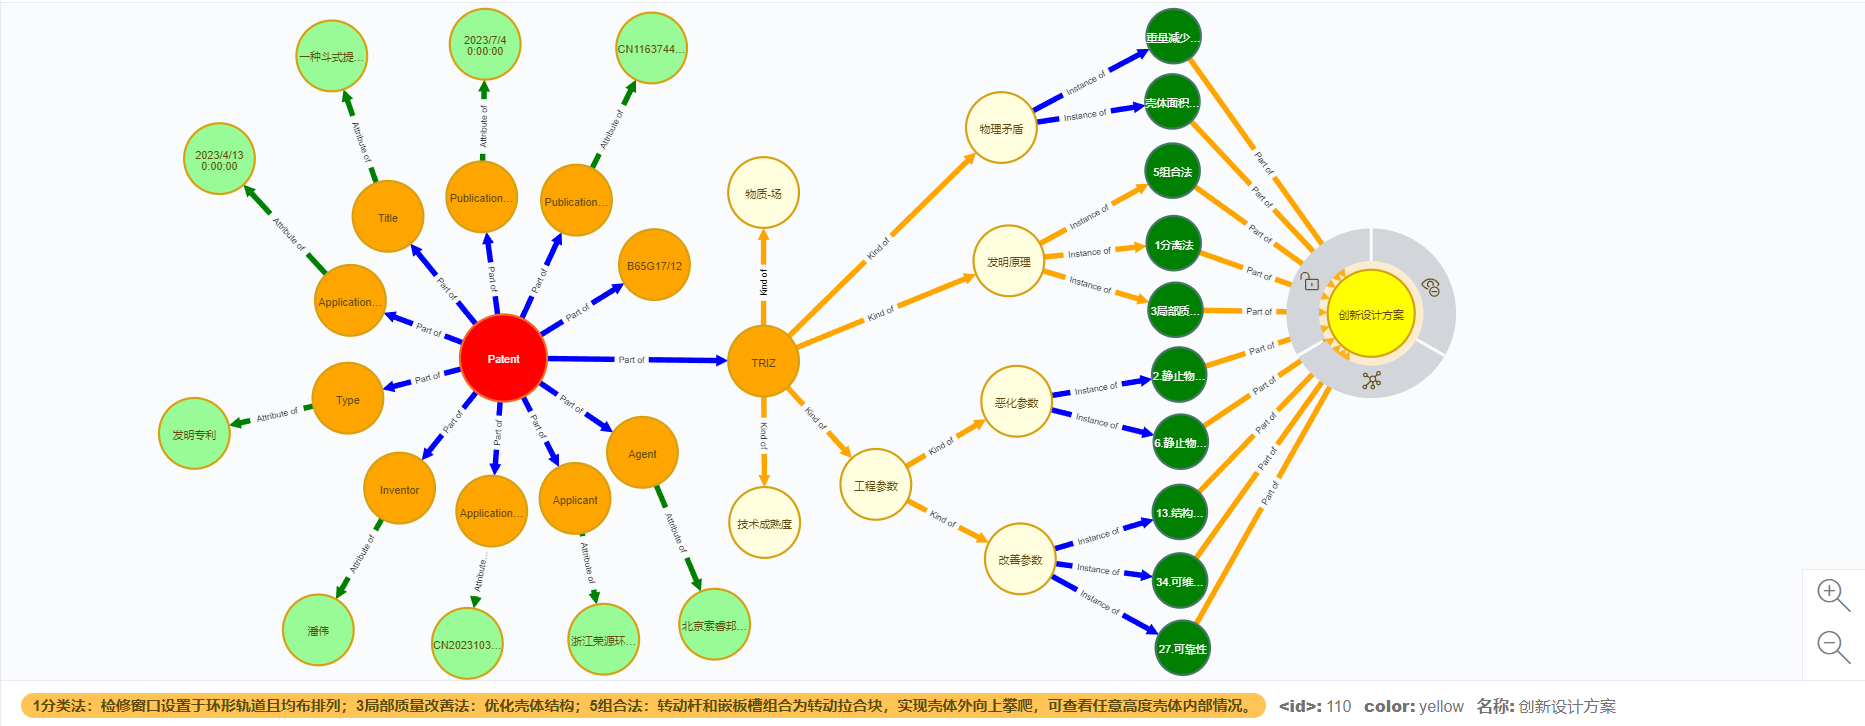 一种斗式提...
2023/7/4
0:00:00
CN1163744...
2023/4/13
0:00:00
Title
Publication...
Publication...
Application...
B65G17/12
Patent
Type
发明专利
Inventor
Application...
Applicant
Agent
潘伟
CN2023103...
浙江荣源环...
北京索睿邦...
Attribute of
Attribute of
Attribute of
Attribute of
Attribute of
Attribute of
Attribute...
Attribute of
Attribute of
Part of
Part of
Part of
Part of
Part of
Part of
Part of
Part of
Part of
Part of
Part of
TRIZ
物质-场
技术成熟度
物理矛盾
发明原理
工程参数
恶化参数
改善参数
Kind of
Kind of
Kind of
Kind of
Kind of
Kind of
Kind of
重量减少...
壳体面积...
5组合法
1分离法
3局部质...
2.静止物...
6.静止物...
13.结构...
34.可维...
27.可靠性
Instance of
Instance of
Instance of
Instance of
Instance of
Instance of
Instance of
Instance of
Instance of
Instance of
Part of
Part of
Part of
Part of
Part of
Part of
Part of
Part of
Part of
Part of
创新设计方案
1分类法：检修窗口设置于环形轨道且均布排列；3局部质量改善法：优化壳体结构；5组合法：转动杆和嵌板槽组合为转动拉合块，实现壳体外向上攀爬，可查看任意高度壳体内部情况。 <id>: 110 color: yellow 名称: 创新设计方案